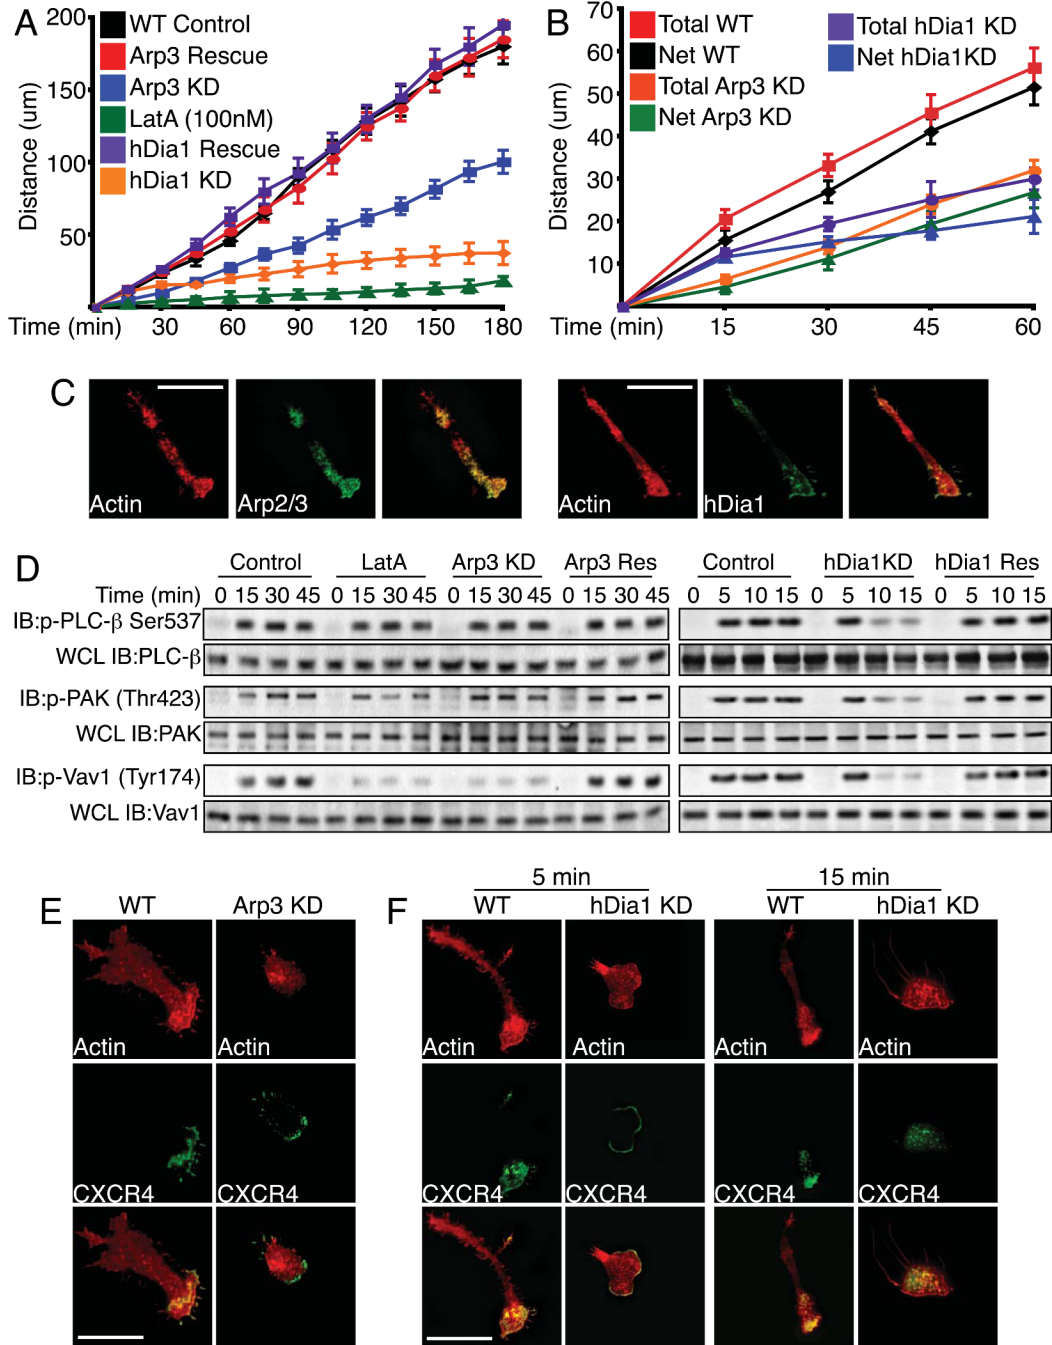 A
200
150
100
50
Distance (um)
WT Control
Arp3 Rescue
Arp3 KD
LatA (100nM)
hDia1 Rescue
hDia1 KD
Time (min) 30 60 90 120 150 180
B
70
60
50
40
30
20
10
Distance (um)
Total WT
Net WT
Total Arp3 KD
Net Arp3 KD
Total hDia1 KD
Net hDia1KD
Time (min) 15 30 45 60
C
Actin
Arp2/3
Actin
hDia1
D
Control LatA Arp3 KD Arp3 Res Control hDia1KD hDia1 Res
Time (min) 0 15 30 45 0 15 30 45 0 15 30 45 0 15 30 45 0 5 10 15 0 5 10 15 0 5 10 15
IB:p-PLC-β Ser537
WCL IB:PLC-β
IB:p-PAK (Thr423)
WCL IB:PAK
IB:p-Vav1 (Tyr174)
WCL IB:Vav1
E
WT Arp3 KD
Actin Actin
CXCR4 CXCR4
F
5 min 15 min
WT hDia1 KD WT hDia1 KD
Actin Actin Actin Actin
CXCR4 CXCR4 CXCR4 CXCR4